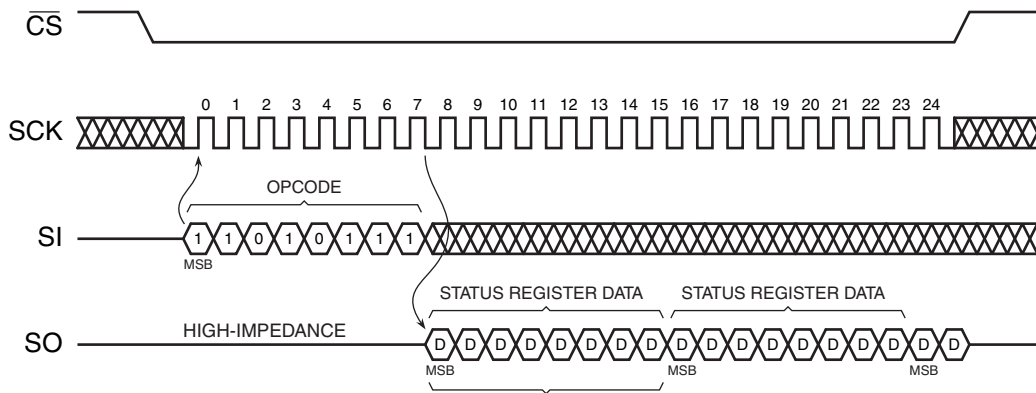 CS
0 1 2 3 4 5 6 7 8 9 10 11 12 13 14 15 16 17 18 19 20 21 22 23 24
SCK
OPCODE
SI 1 1 0 1 0 1 1 1
MSB
STATUS REGISTER DATA STATUS REGISTER DATA
HIGH-IMPEDANCE
SO D D D D D D D D D D D D D D D D D D
MSB MSB MSB